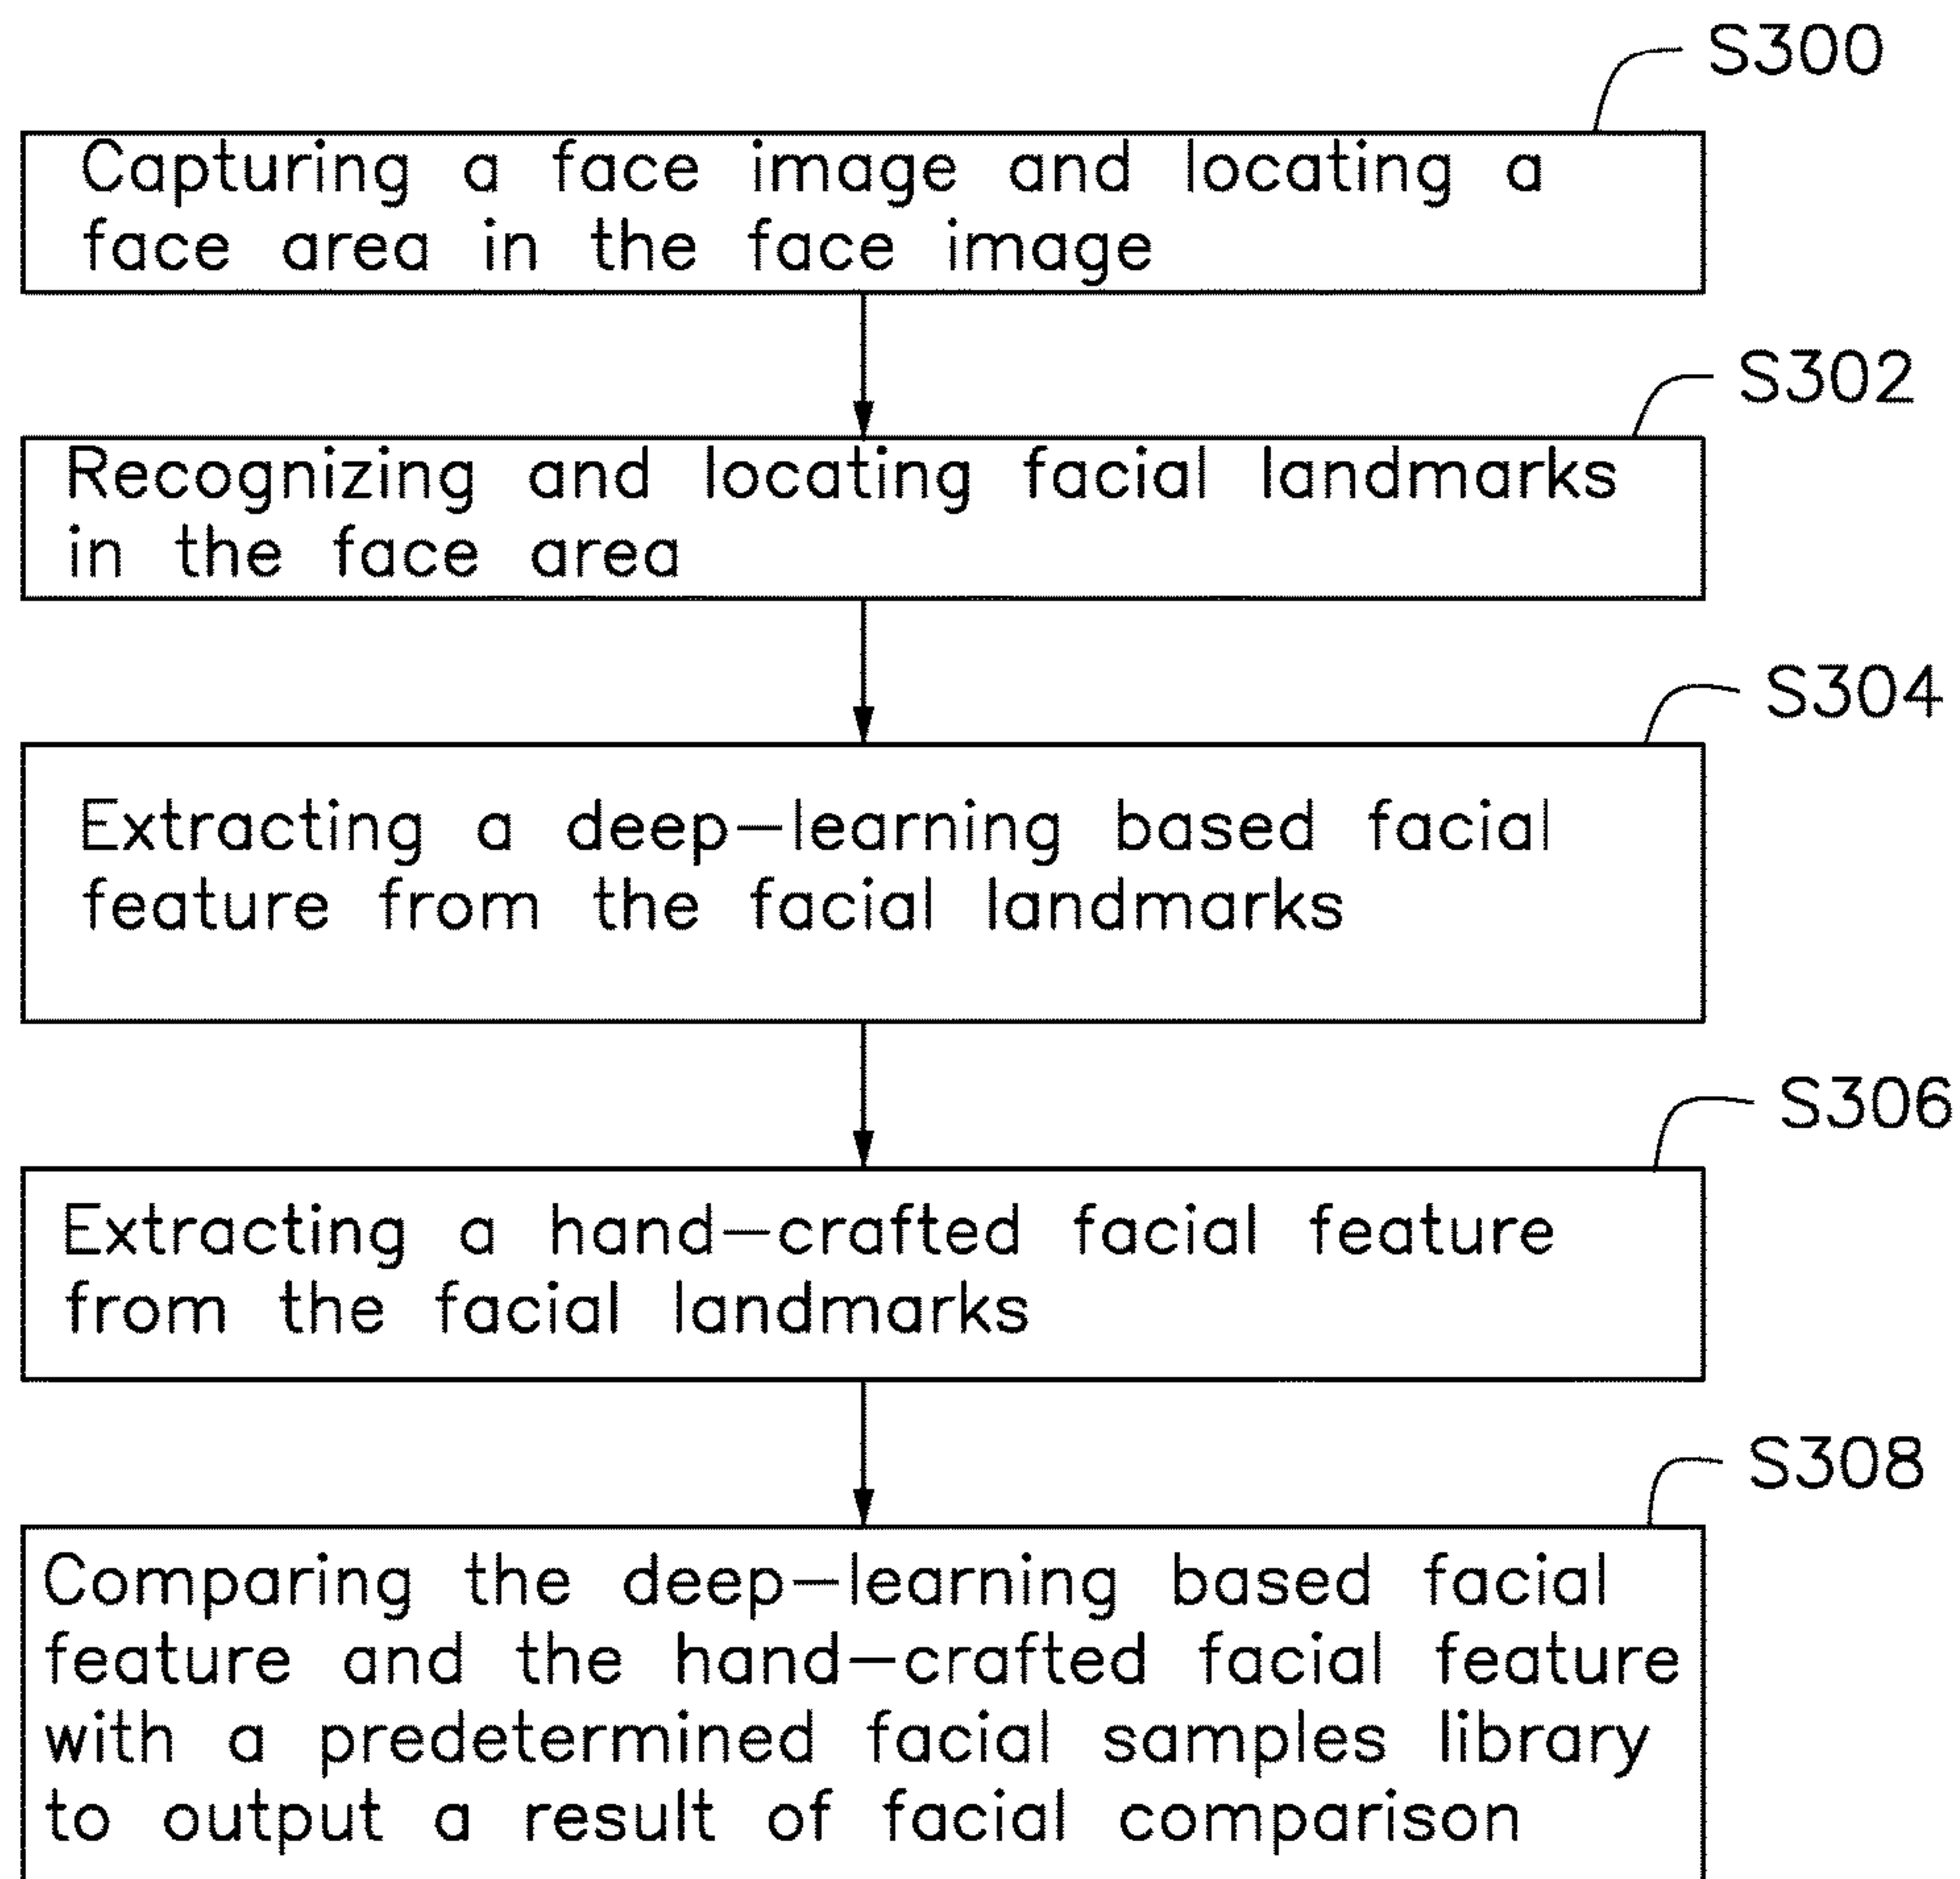 S300
Capturing a face image and locating a
face area in the face image
S302
Recognizing and locating facial landmarks
in the face area
S304
Extracting a deep-learning based facial
feature from the facial landmarks
S306
Extracting a hand-crafted facial feature
from the facial landmarks
S308
Comparing the deep-learning based facial
feature and the hand-crafted facial feature
with a predetermined facial samples library
to output a result of facial comparison